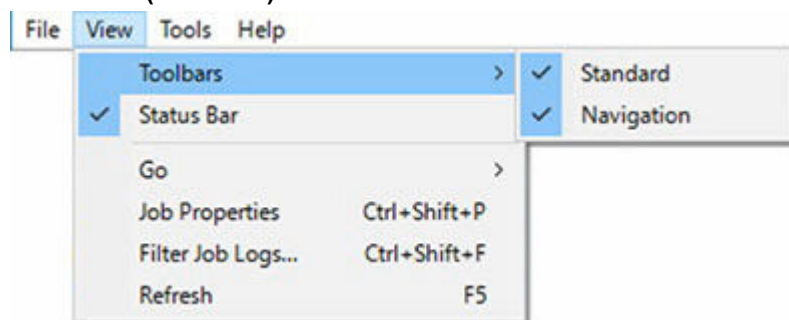 File View Tools Help
Toolbars > Standard
Status Bar Navigation
Go >
Job Properties Ctrl+Shift+P
Filter Job Logs... Ctrl+Shift+F
Refresh F5